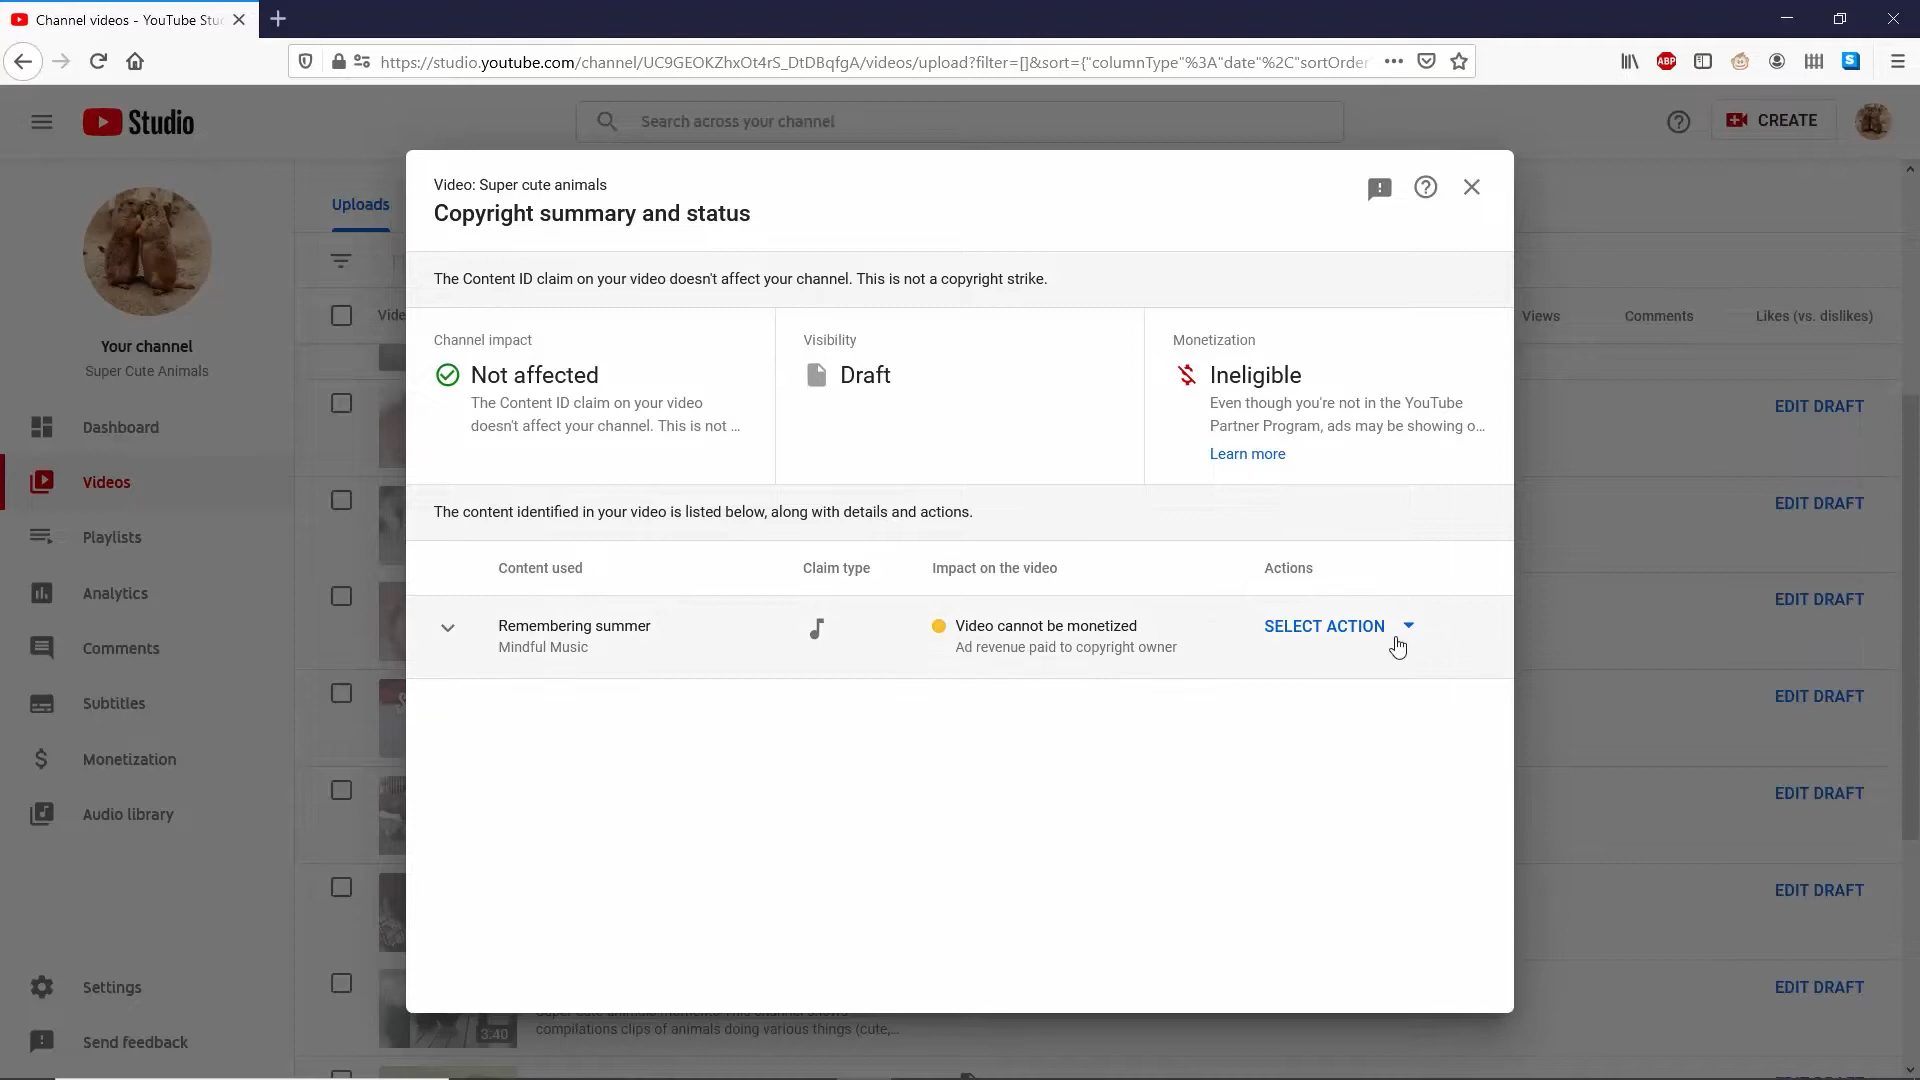 Channel videos - YouTube Stu
https://studio.youtube.com/channel/UC9GEOKZhxOt4rS_DtDBqfgA/videos/upload?filter=[]&sort={"columnType"%3A"date"%2C"sortOrder
ABP
S
Studio
Search across your channel
CREATE
Your channel
Super Cute Animals
Dashboard
Videos
Playlists
Analytics
Comments
Subtitles
Monetization
Audio library
Settings
Send feedback
Uploads
Vide
Views
Comments
Likes (vs. dislikes)
EDIT DRAFT
EDIT DRAFT
EDIT DRAFT
EDIT DRAFT
EDIT DRAFT
EDIT DRAFT
EDIT DRAFT
Video: Super cute animals
Copyright summary and status
The Content ID claim on your video doesn't affect your channel. This is not a copyright strike.
Channel impact
Not affected
The Content ID claim on your video
doesn't affect your channel. This is not ...
Visibility
Draft
Monetization
Ineligible
Even though you're not in the YouTube
Partner Program, ads may be showing o...
Learn more
The content identified in your video is listed below, along with details and actions.
Content used
Claim type
Impact on the video
Actions
Remembering summer
Mindful Music
Video cannot be monetized
Ad revenue paid to copyright owner
SELECT ACTION
3:40
compilations clips of animals doing various things (cute,...